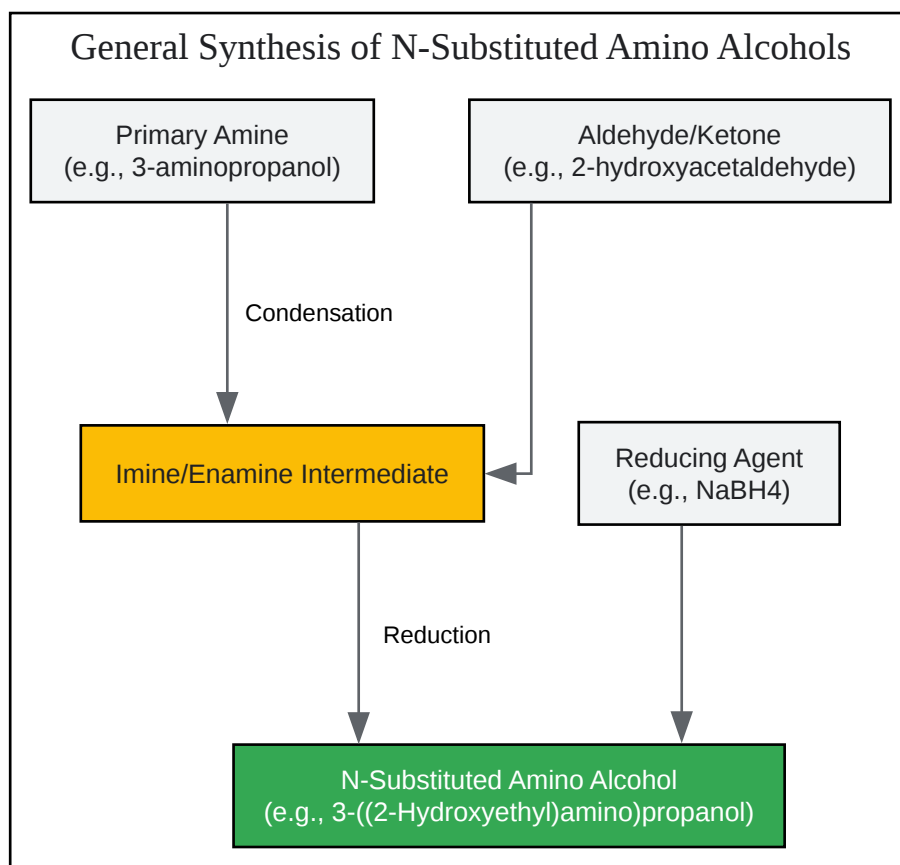 General Synthesis of N-Substituted Amino Alcohols
Primary Amine
(e.g., 3-aminopropanol)
Aldehyde/Ketone
(e.g., 2-hydroxyacetaldehyde)
Condensation
Imine/Enamine Intermediate
Reducing Agent
(e.g., NaBH4)
Reduction
N-Substituted Amino Alcohol
(e.g., 3-((2-Hydroxyethyl)amino)propanol)